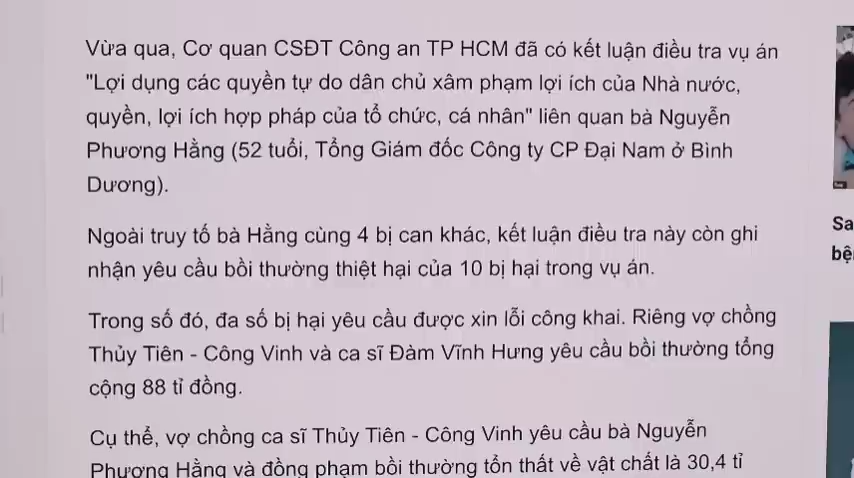 Vừa qua, Cơ quan CSĐT Công an TP HCM đã có kết luận điều tra vụ án
"Lợi dụng các quyền tự do dân chủ xâm phạm lợi ích của Nhà nước,
quyền, lợi ích hợp pháp của tổ chức, cá nhân" liên quan bà Nguyễn
Phương Hằng (52 tuổi, Tổng Giám đốc Công ty CP Đại Nam ở Bình
Dương).
Ngoài truy tố bà Hằng cùng 4 bị can khác, kết luận điều tra này còn ghi
nhận yêu cầu bồi thường thiệt hại của 10 bị hại trong vụ án.
Trong số đó, đa số bị hại yêu cầu được xin lỗi công khai. Riêng vợ chồng
Thủy Tiên - Công Vinh và ca sĩ Đàm Vĩnh Hưng yêu cầu bồi thường tổng
cộng 88 tỉ đồng.
Cụ thể, vợ chồng ca sĩ Thủy Tiên - Công Vinh yêu cầu bà Nguyễn
Phương Hằng và đồng phạm bồi thường tổn thất về vật chất là 30,4 tỉ
Sa
bệ